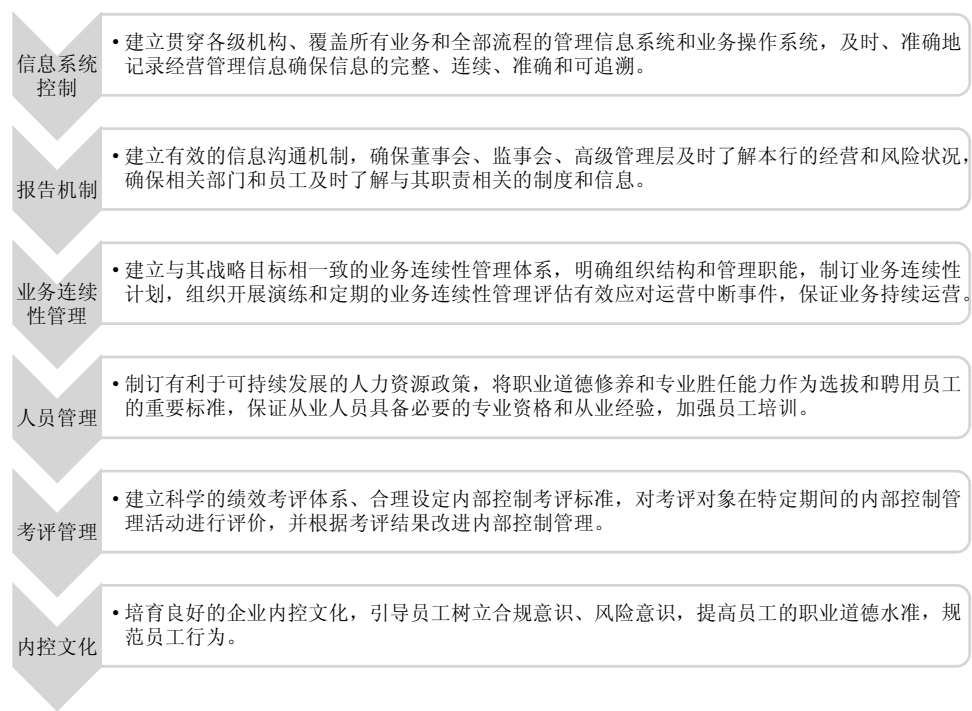 信息系统
控制
•建立贯穿各级机构、覆盖所有业务和全部流程的管理信息系统和业务操作系统，及时、准确地
记录经营管理信息确保信息的完整、连续、准确和可追溯。
报告机制
•建立有效的信息沟通机制，确保董事会、监事会、高级管理层及时了解本行的经营和风险状况，
确保相关部门和员工及时了解与其职责相关的制度和信息。
业务连续
性管理
•建立与其战略目标相一致的业务连续性管理体系，明确组织结构和管理职能，制订业务连续性
计划，组织开展演练和定期的业务连续性管理评估有效应对运营中断事件，保证业务持续运营。
人员管理
•制订有利于可持续发展的人力资源政策，将职业道德修养和专业胜任能力作为选拔和聘用员工
的重要标准，保证从业人员具备必要的专业资格和从业经验，加强员工培训。
考评管理
•建立科学的绩效考评体系、合理设定内部控制考评标准，对考评对象在特定期间的内部控制管
理活动进行评价，并根据考评结果改进内部控制管理。
内控文化
•培育良好的企业内控文化，引导员工树立合规意识、风险意识，提高员工的职业道德水准，规
范员工行为。